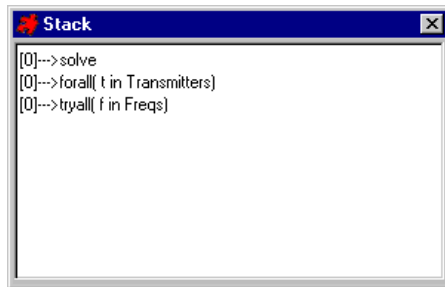 Stack
[0]--->solve
[0]--->forall( t in Transmitters)
[0]--->tryall( f in Freqs)